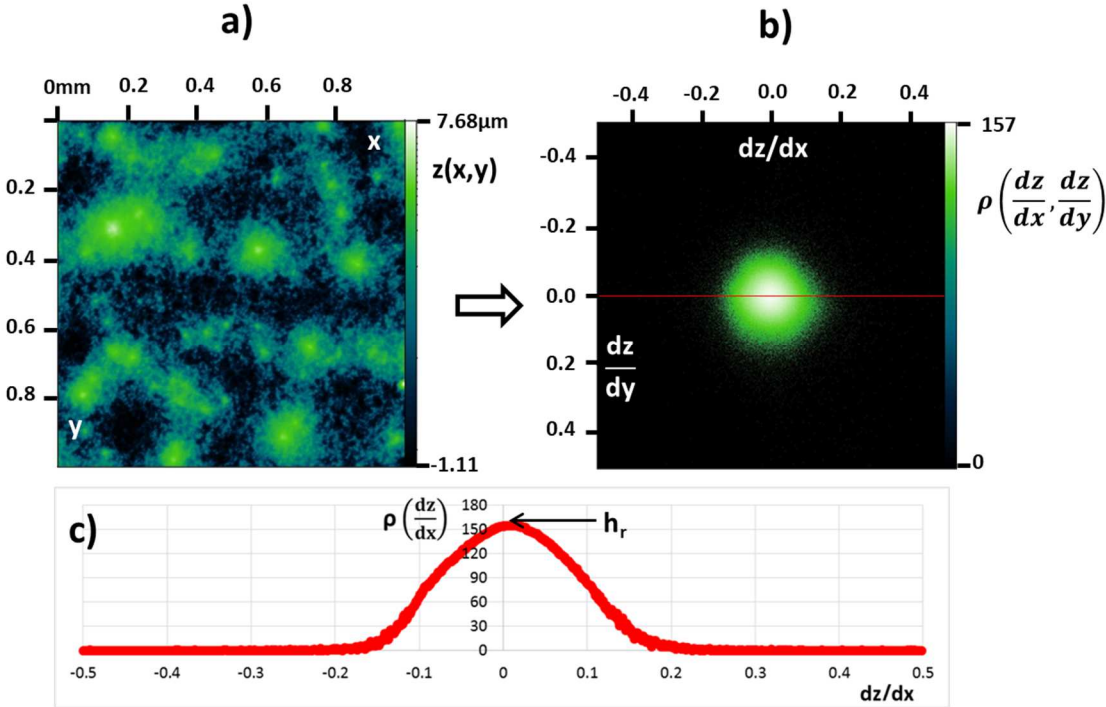 a)
b)
0mm 0.2 0.4 0.6 0.8
-0.4 -0.2 0.0 0.2 0.4
7.68μm
x
z(x,y)
0.2
0.4
0.6
0.8
y
-1.11
157
dz/dx
-0.4
-0.2
0.0
0.2
0.4
dz
dy
ρ(dz/dx, dz/dy)
0
c)
ρ(dz/dx)
180
150
120
90
60
30
0
hr
-0.5 -0.4 -0.3 -0.2 -0.1 0 0.1 0.2 0.3 0.4 0.5
dz/dx